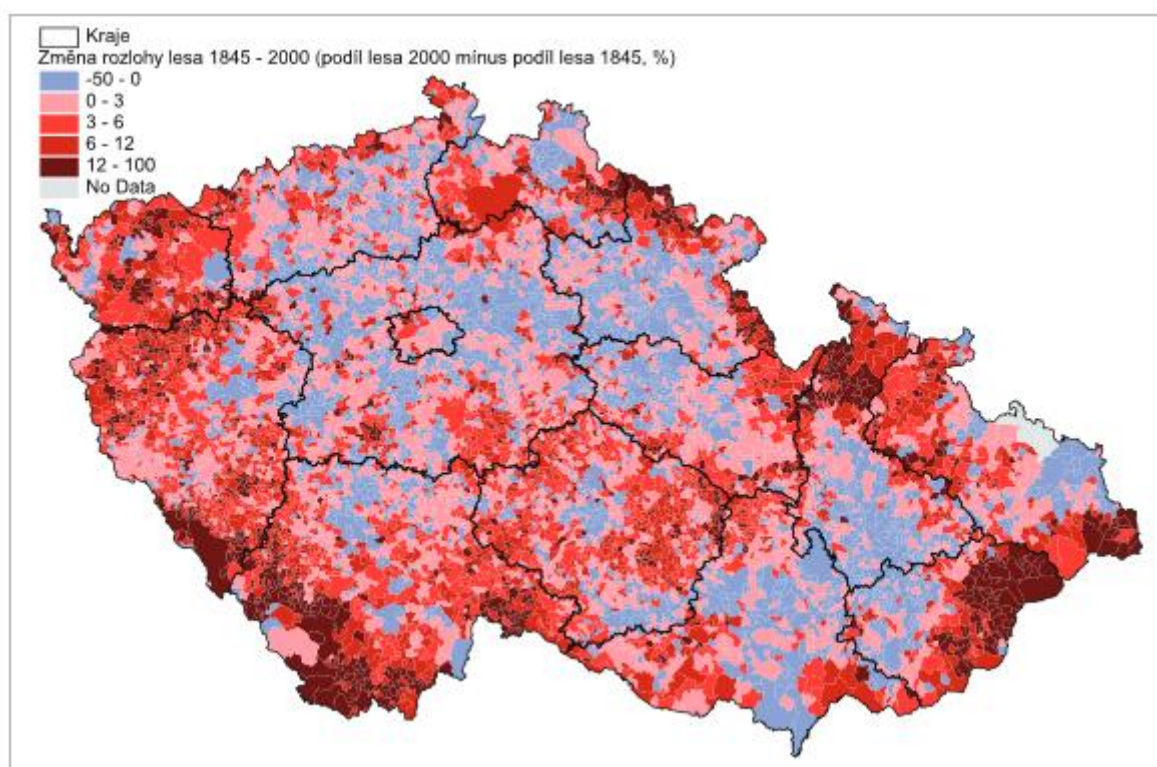 Kraje
Změna rozlohy lesa 1845 - 2000 (podíl lesa 2000 mínus podíl lesa 1845, %)
-50 - 0
0 - 3
3 - 6
6 - 12
12 - 100
No Data